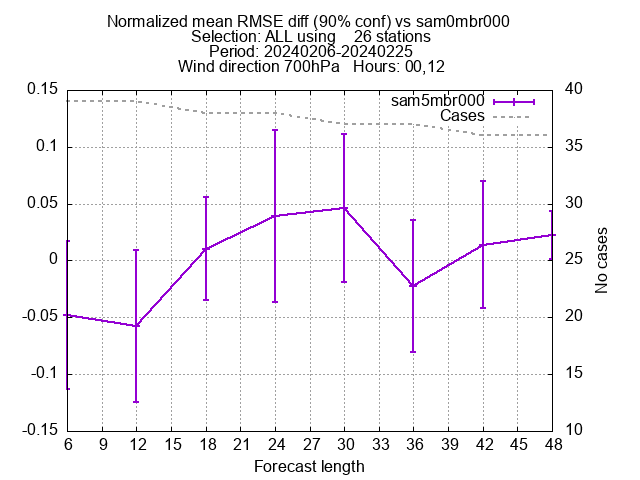 Normalized mean RMSE diff (90% conf) vs sam0mbr000
Selection: ALL using    26 stations
Period: 20240206-20240225
Wind direction 700hPa   Hours: 00,12
sam5mbr000
Cases
0.15
0.1
0.05
0
-0.05
-0.1
-0.15
40
35
30
25
20
15
10
No cases
6 9 12 15 18 21 24 27 30 33 36 39 42 45 48
Forecast length